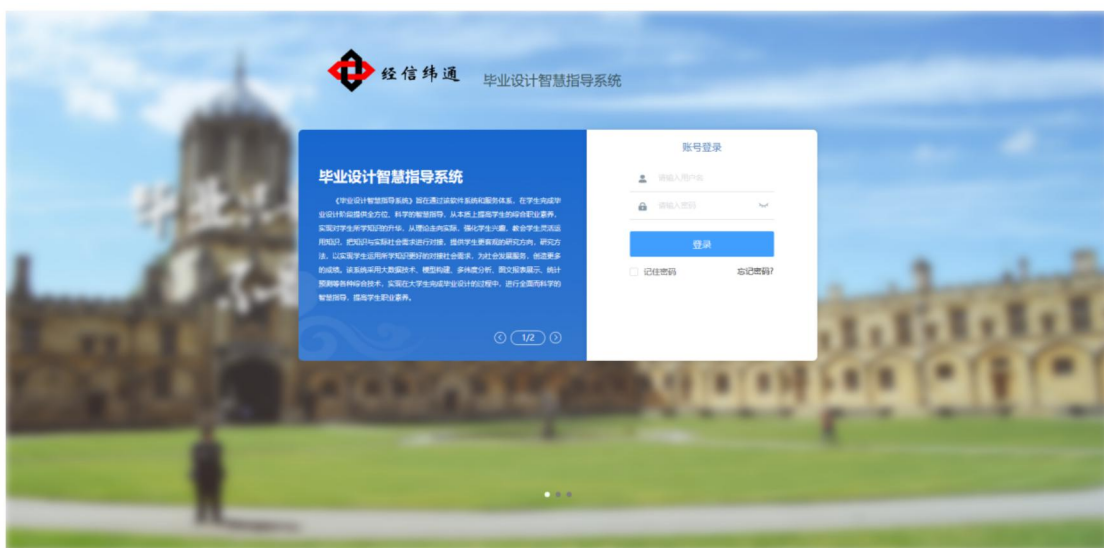 经信纬通 毕业设计智慧指导系统
毕业设计智慧指导系统
《毕业设计智慧指导系统》旨在通过该软件系统和服务体系，在学生完成毕
业设计阶段提供全方位、科学的智慧指导，从本质上提高学生的综合职业素养，
实现对学生所学知识的升华，从理论走向实际，强化学生兴趣，教会学生灵活运
用知识，把知识与实际社会需求进行对接，提供学生更客观的研究方向，研究方
法，以实现学生运用所学知识更好的对接社会需求，为社会发展服务，创造更多
的成绩。该系统采用大数据技术、模型构建、多纬度分析、图文报表展示、统计
预测等各种综合技术，实现在大学生完成毕业设计的过程中，进行全面而科学的
智慧指导，提高学生职业素养。
1/2
账号登录
请输入用户名
请输入密码
登录
记住密码 忘记密码?